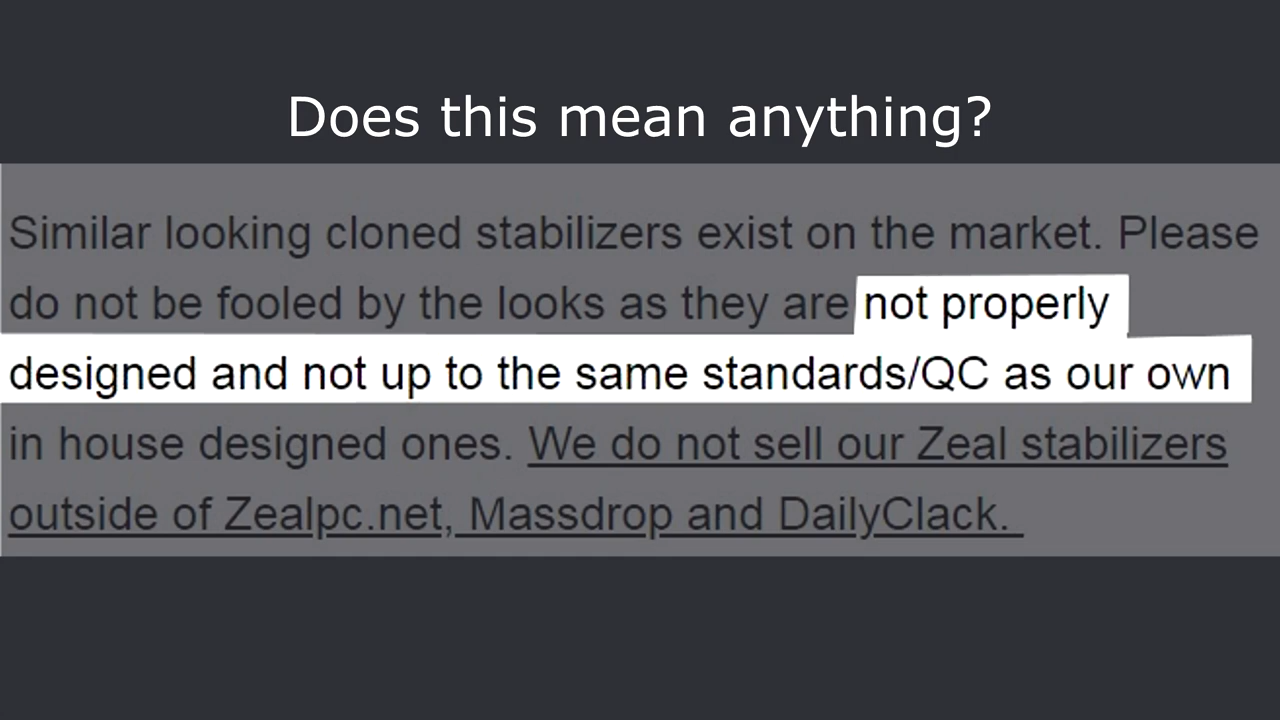 Does this mean anything?
Similar looking cloned stabilizers exist on the market. Please
do not be fooled by the looks as they are not properly
designed and not up to the same standards/QC as our own
in house designed ones. We do not sell our Zeal stabilizers
outside of Zealpc.net, Massdrop and DailyClack.